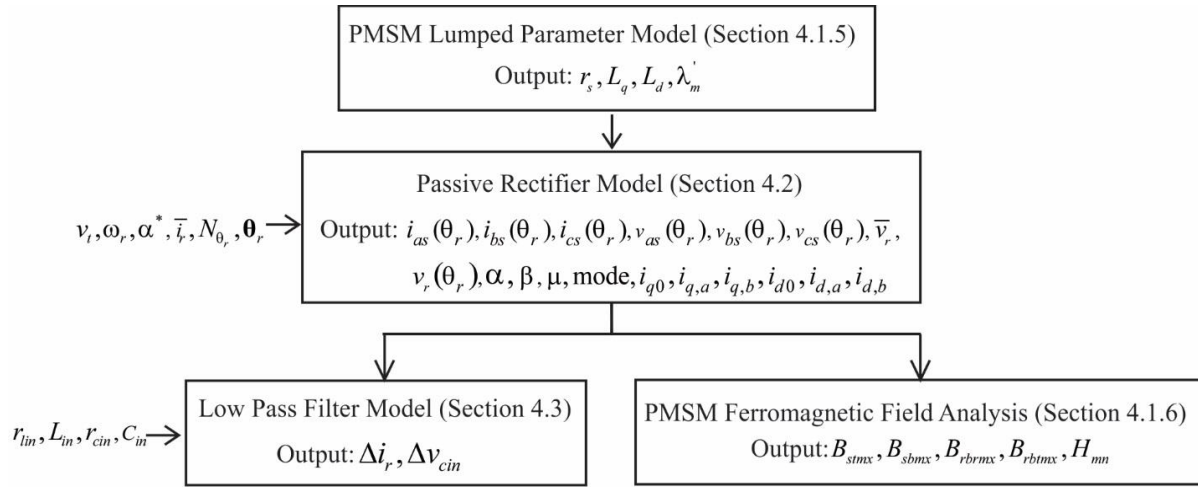 PMSM Lumped Parameter Model (Section 4.1.5)
Output: r_s, L_q, L_d, λ'_m
Passive Rectifier Model (Section 4.2)
v_t, ω_r, α*, i̅_r, N_θ_r, θ_r
Output: i_as(θ_r), i_bs(θ_r), i_cs(θ_r), v_as(θ_r), v_bs(θ_r), v_cs(θ_r), v̅_r,
v_r(θ_r), α, β, μ, mode, i_q0, i_q,a, i_q,b, i_d0, i_d,a, i_d,b
Low Pass Filter Model (Section 4.3)
r_lin, L_in, r_cin, C_in
Output: Δi_r, Δv_cin
PMSM Ferromagnetic Field Analysis (Section 4.1.6)
Output: B_stmx, B_sbmx, B_rbrmx, B_rbtmx, H_mn